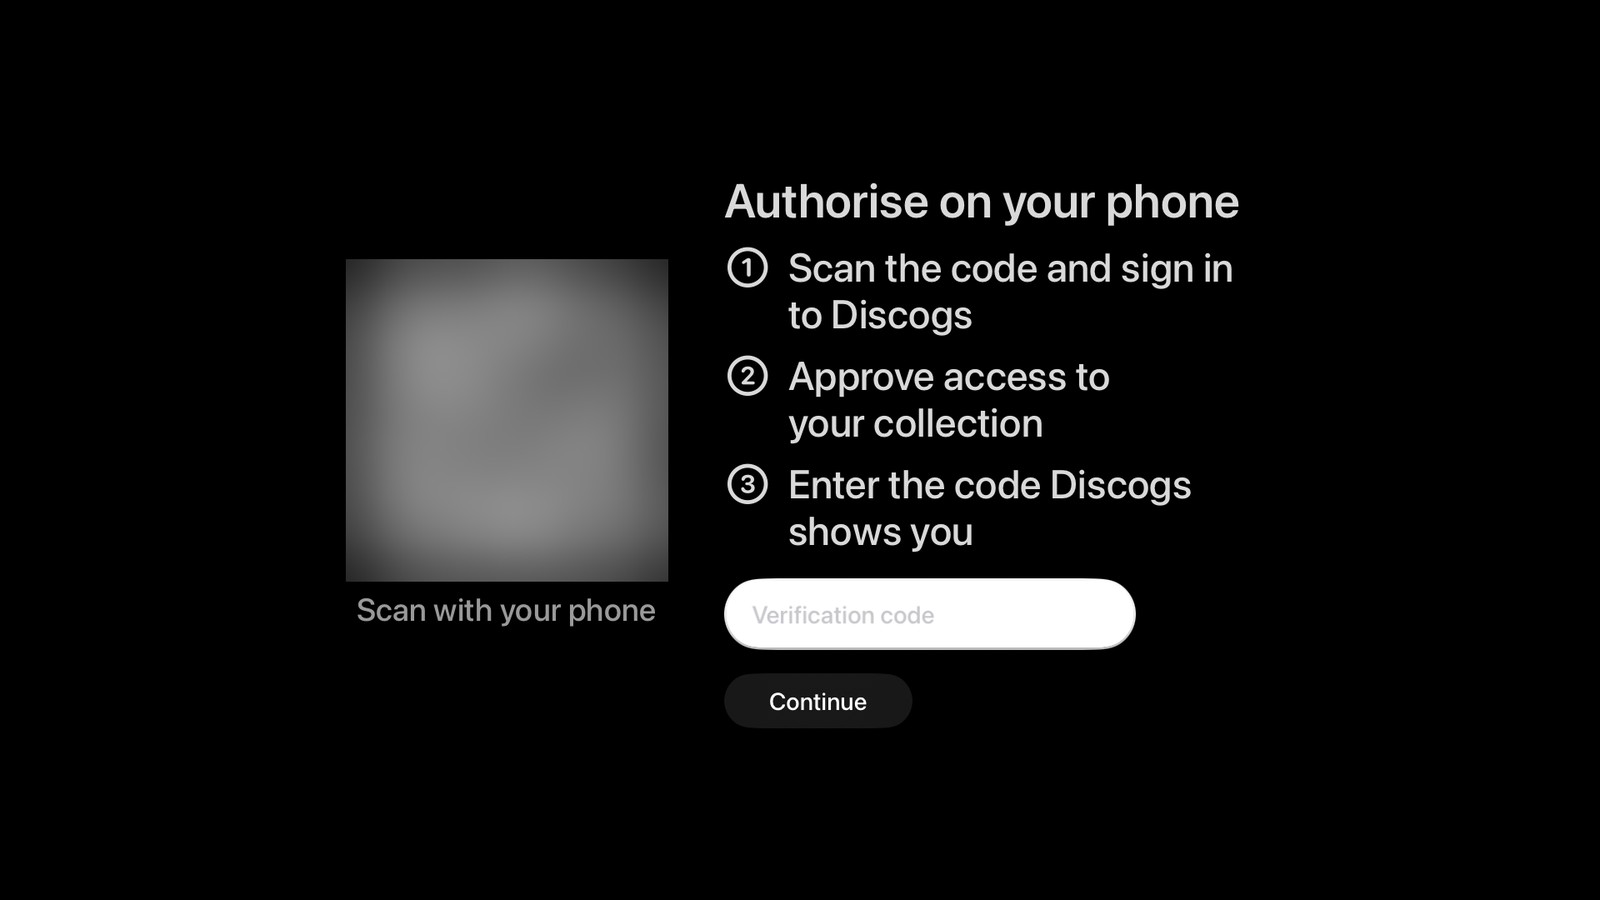 Authorise on your phone
1 Scan the code and sign in
to Discogs
2 Approve access to
your collection
3 Enter the code Discogs
shows you
Scan with your phone
Verification code
Continue